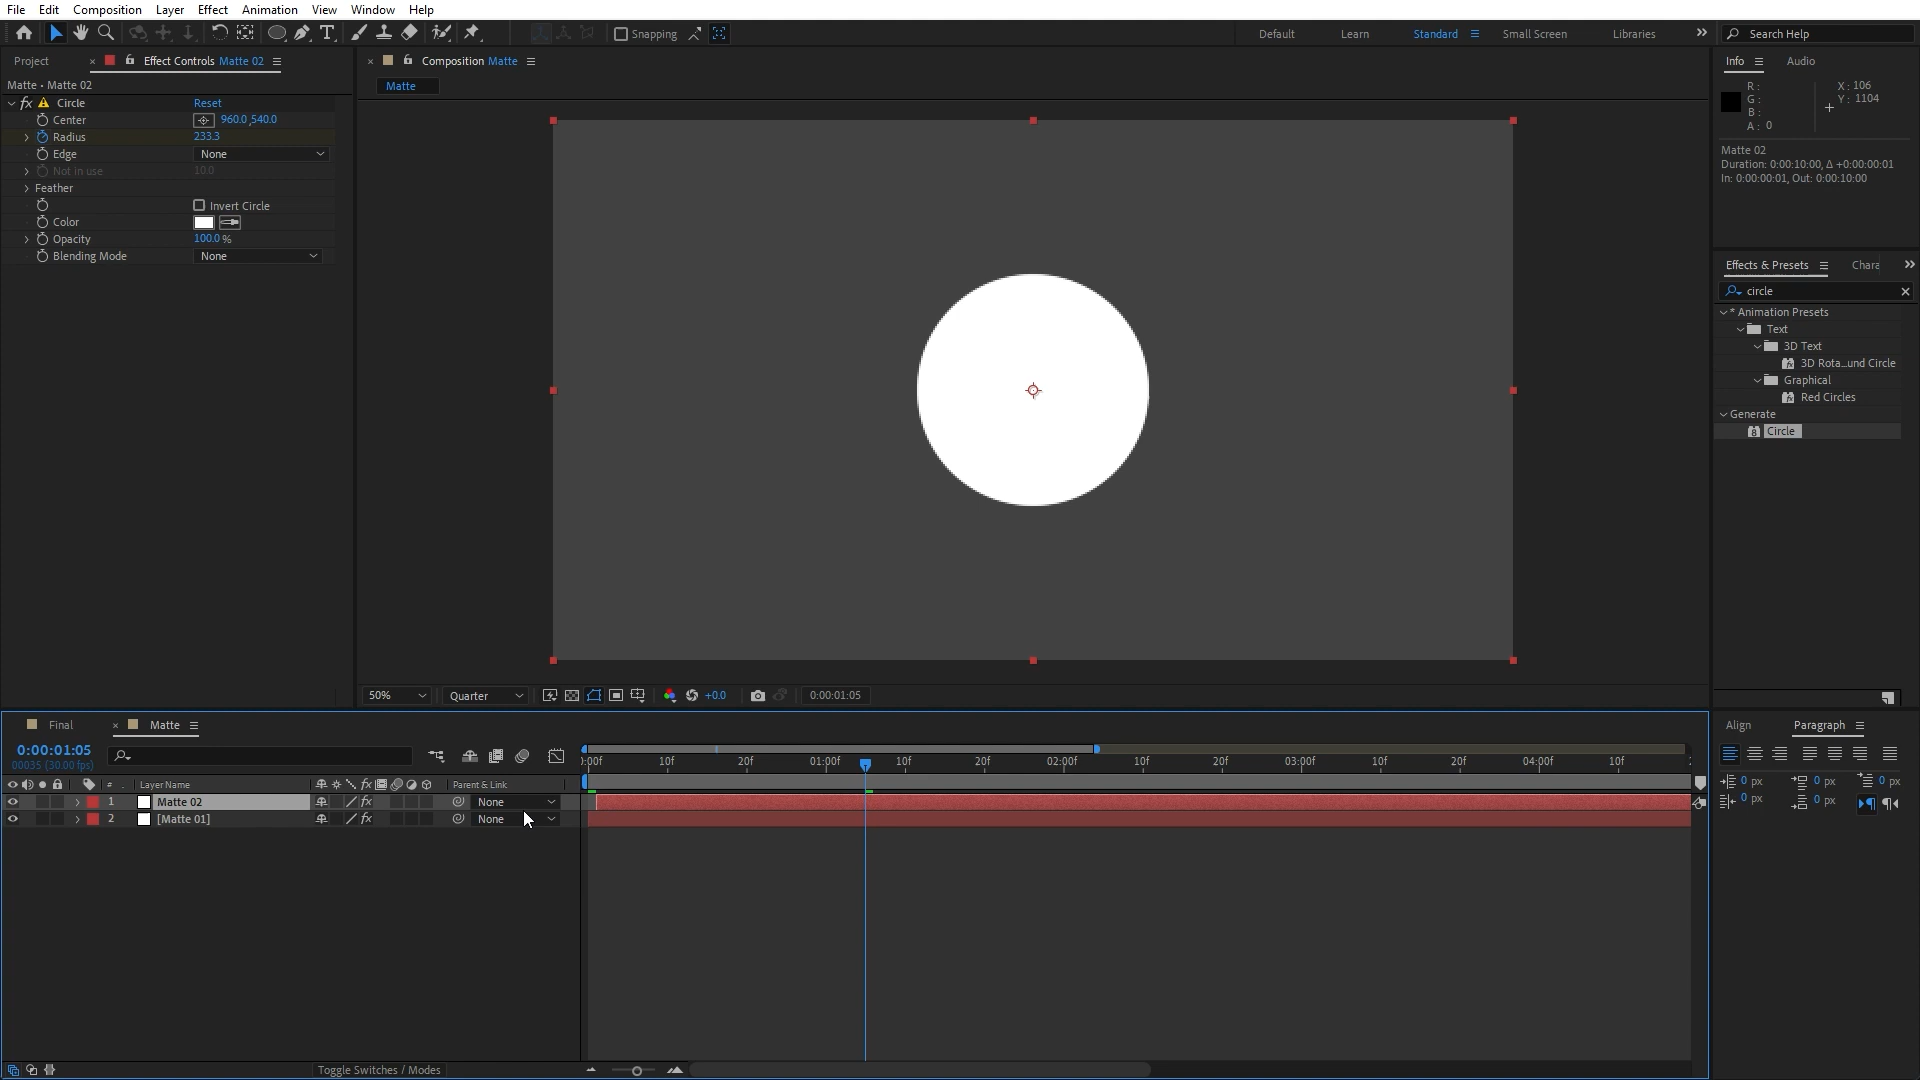 File Edit Composition Layer Effect Animation View Window Help
Snapping
Default Learn Standard Small Screen Libraries
Search Help
Project
Effect Controls Matte 02
Composition Matte
Info Audio
Matte • Matte 02
Matte
fx Circle Reset
Center 960.0,540.0
Radius 233.3
Edge None
Not in use 10.0
Feather
Invert Circle
Color
Opacity 100.0 %
Blending Mode None
R :
G :
B :
A : 0
X : 106
Y : 1104
Matte 02
Duration: 0:00:10:00, Δ +0:00:00:01
In: 0:00:00:01, Out: 0:00:10:00
Effects & Presets Chara
circle
* Animation Presets
Text
3D Text
3D Rota...und Circle
Graphical
Red Circles
Generate
Circle
50% Quarter +0.0 0:00:01:05
Final
Matte
0:00:01:05
00035 (30.00 fps)
):00f 10f 20f 01:00f 10f 20f 02:00f 10f 20f 03:00f 10f 20f 04:00f 10f
# . Layer Name fx Parent & Link
1 Matte 02 fx None
2 [Matte 01] fx None
Toggle Switches / Modes
Align Paragraph
0 px 0 px 0 px
0 px 0 px